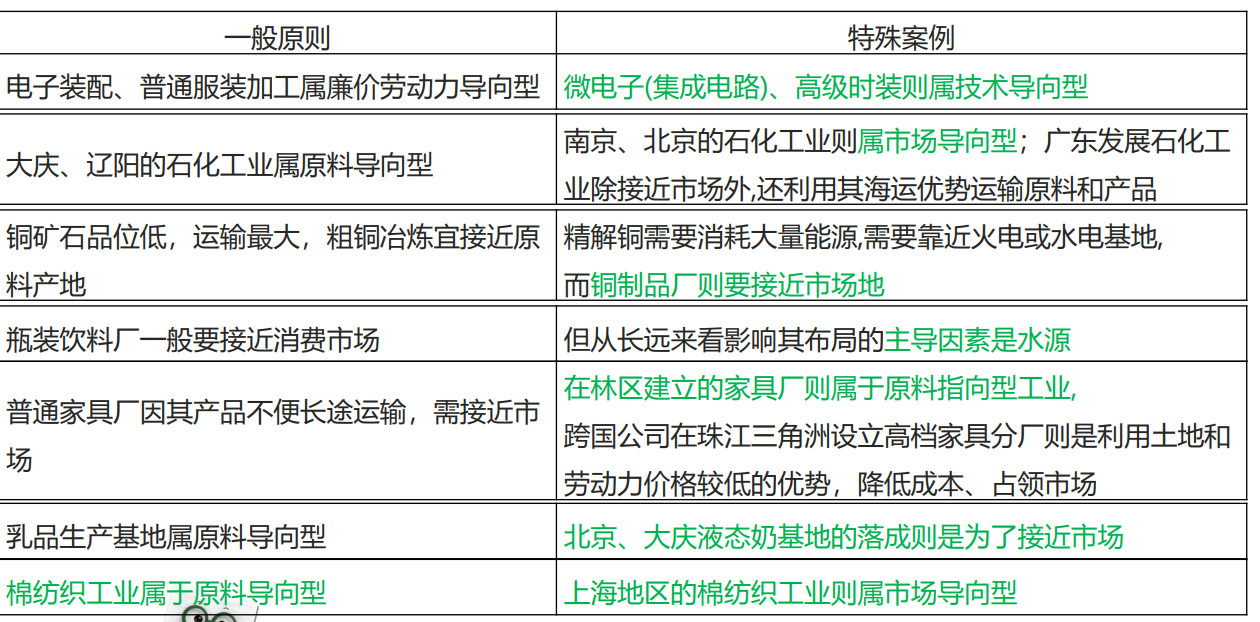 一般原则
特殊案例
电子装配、普通服装加工属廉价劳动力导向型
微电子(集成电路)、高级时装则属技术导向型
大庆、辽阳的石化工业属原料导向型
南京、北京的石化工业则属市场导向型；广东发展石化工
业除接近市场外,还利用其海运优势运输原料和产品
铜矿石品位低，运输最大，粗铜冶炼宜接近原
料产地
精解铜需要消耗大量能源,需要靠近火电或水电基地,
而铜制品厂则要接近市场地
瓶装饮料厂一般要接近消费市场
但从长远来看影响其布局的主导因素是水源
普通家具厂因其产品不便长途运输，需接近市
场
在林区建立的家具厂则属于原料指向型工业,
跨国公司在珠江三角洲设立高档家具分厂则是利用土地和
劳动力价格较低的优势，降低成本、占领市场
乳品生产基地属原料导向型
北京、大庆液态奶基地的落成则是为了接近市场
棉纺织工业属于原料导向型
上海地区的棉纺织工业则属市场导向型